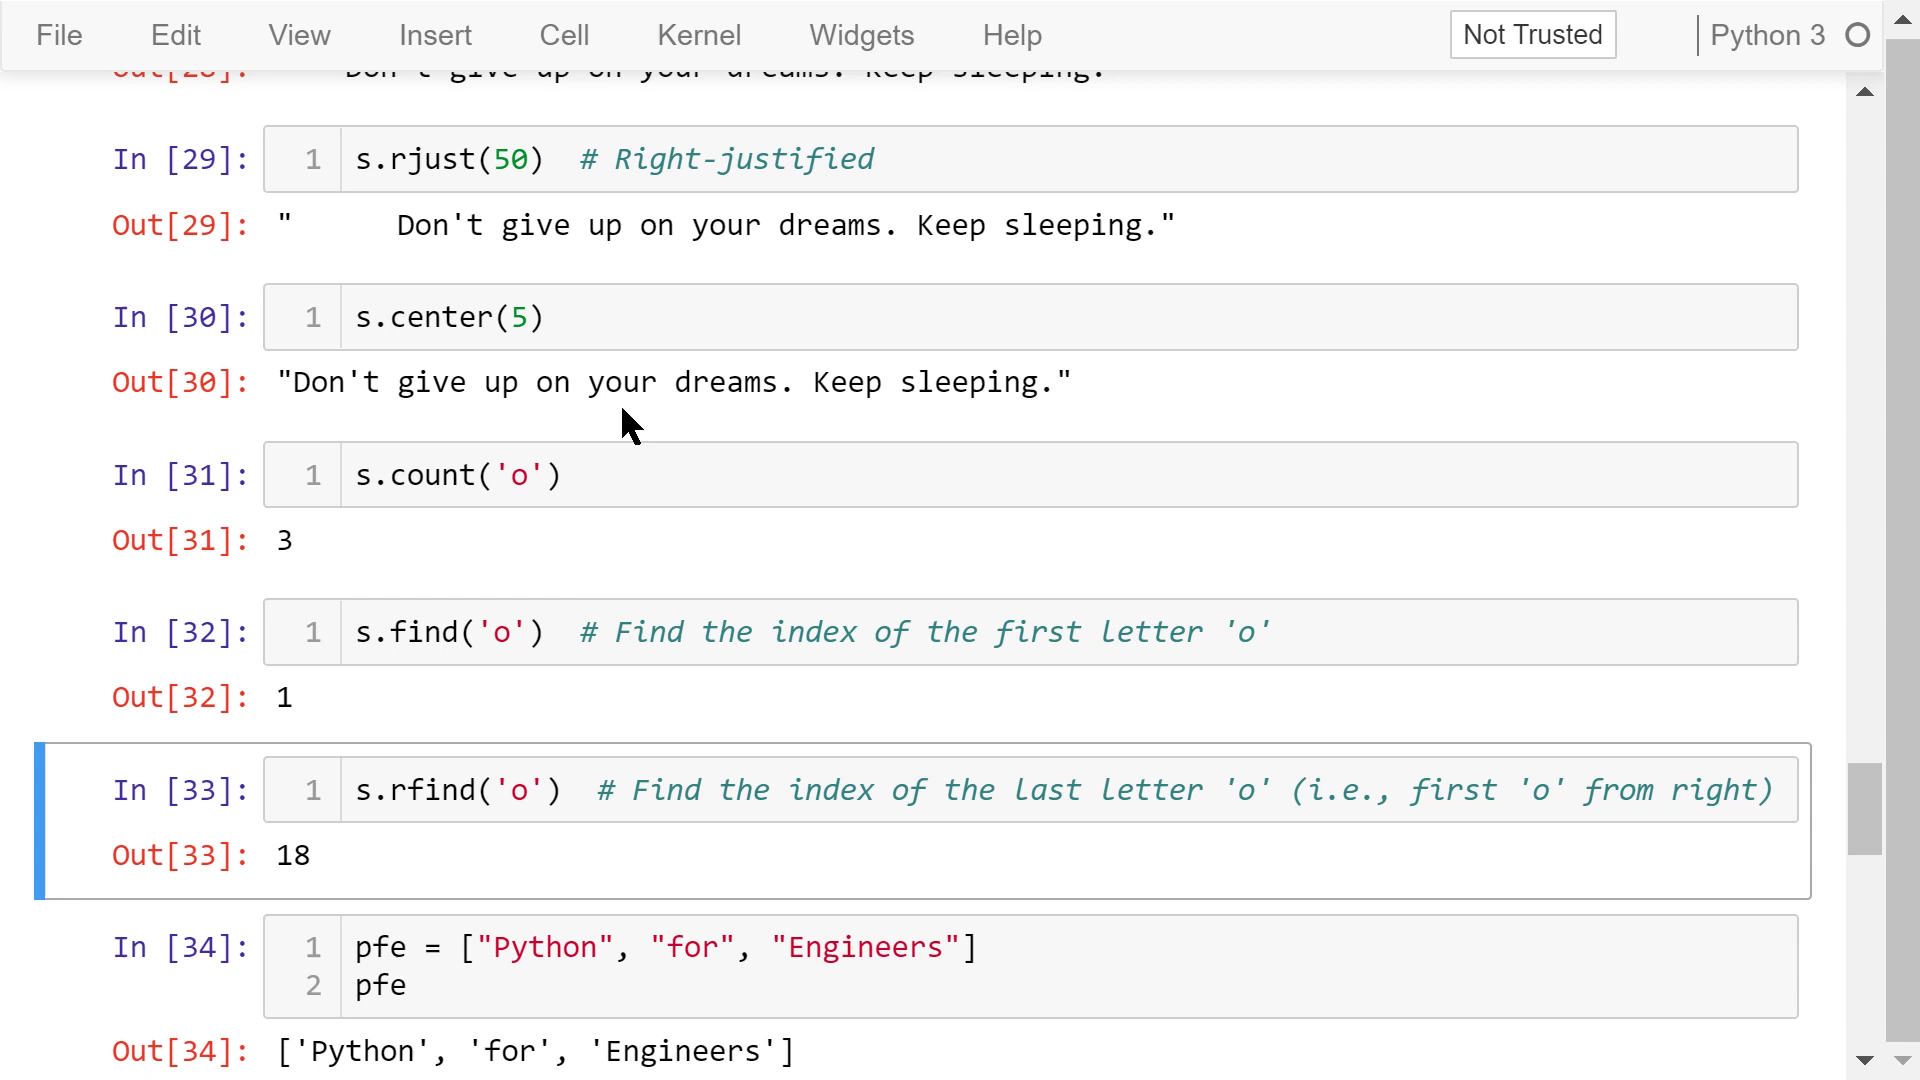 File Edit View Insert Cell Kernel Widgets Help Not Trusted Python 3
Out[28]: Don't give up on your dreams. Keep sleeping.
In [29]: 1 s.rjust(50) # Right-justified
Out[29]: "      Don't give up on your dreams. Keep sleeping."
In [30]: 1 s.center(5)
Out[30]: "Don't give up on your dreams. Keep sleeping."
In [31]: 1 s.count('o')
Out[31]: 3
In [32]: 1 s.find('o') # Find the index of the first letter 'o'
Out[32]: 1
In [33]: 1 s.rfind('o') # Find the index of the last letter 'o' (i.e., first 'o' from right)
Out[33]: 18
In [34]: 1 pfe = ["Python", "for", "Engineers"]
2 pfe
Out[34]: ['Python', 'for', 'Engineers']